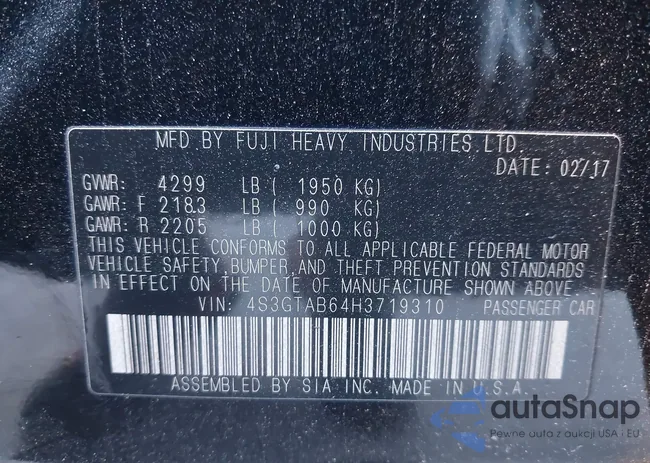 MFD BY FUJI HEAVY INDUSTRIES LTD.
DATE: 02/17
GVWR: 4299 LB ( 1950 KG)
GAWR: F 2183 LB ( 990 KG)
GAWR: R 2205 LB ( 1000 KG)
THIS VEHICLE CONFORMS TO ALL APPLICABLE FEDERAL MOTOR
VEHICLE SAFETY, BUMPER, AND THEFT PREVENTION STANDARDS
IN EFFECT ON THE DATE OF MANUFACTURE SHOWN ABOVE.
VIN: 4S3GTAB64H3719310 PASSENGER CAR
ASSEMBLED BY SIA INC. MADE IN U.S.A.
autaSnap
Pewne auta z aukcji USA - EU